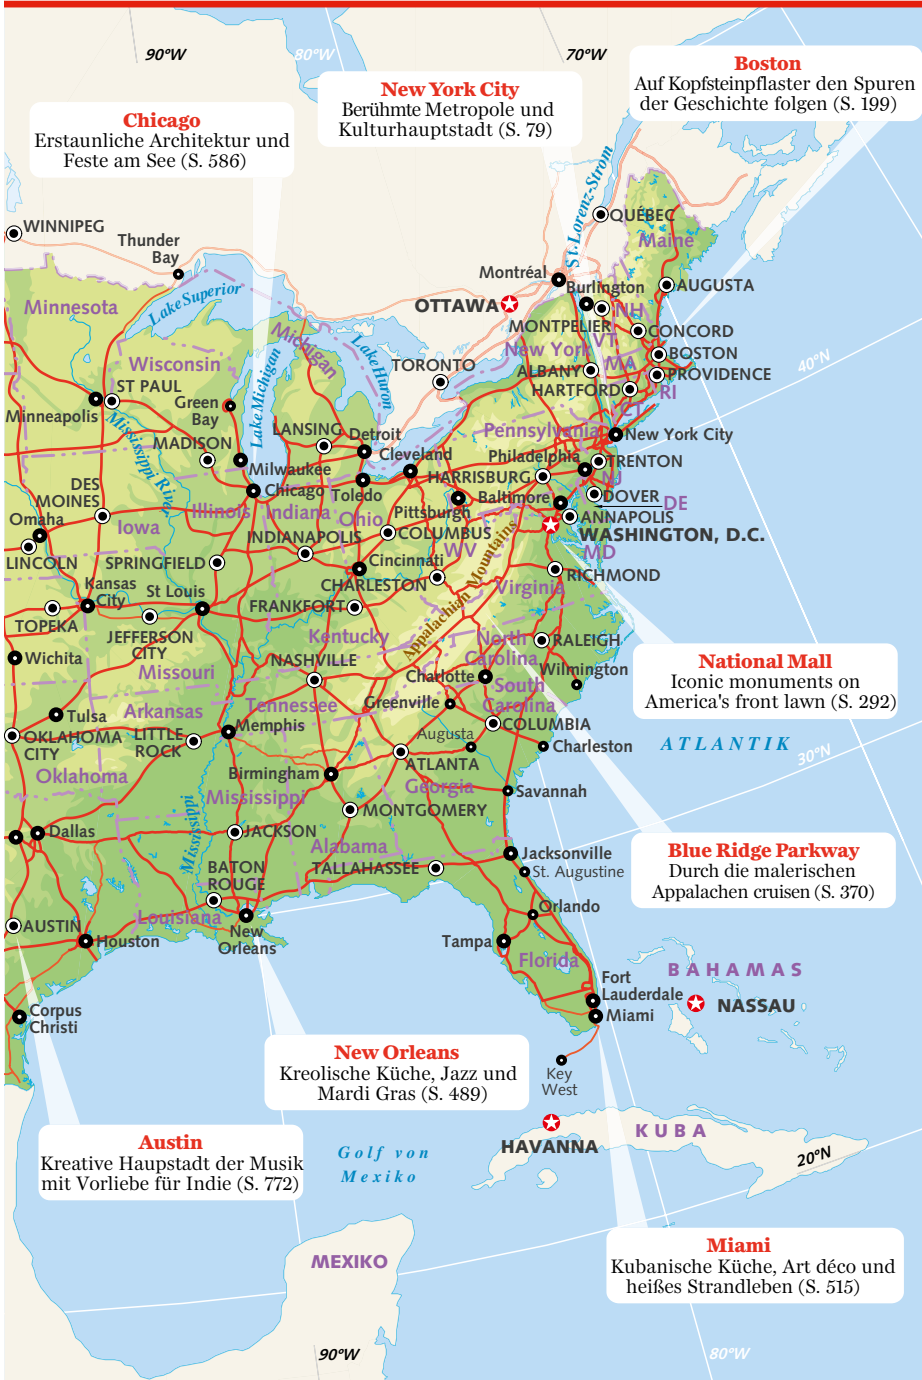 90°W
80°W
70°W
Boston
Auf Kopfsteinpflaster den Spuren
der Geschichte folgen (S. 199)
New York City
Berühmte Metropole und
Kulturhauptstadt (S. 79)
Chicago
Erstaunliche Architektur und
Feste am See (S. 586)
St. Lorenz-Strom
WINNIPEG
Thunder
Bay
QUÉBEC
Maine
Montréal
Burlington
AUGUSTA
OTTAWA
Minnesota
Lake Superior
NH
MONTPELIER
CONCORD
VT
Michigan
Lake Huron
Lake Michigan
Wisconsin
TORONTO
New York
BOSTON
MA
ALBANY
PROVIDENCE
40°N
ST PAUL
HARTFORD
RI
CT
Minneapolis
Green
Bay
Mississippi River
MADISON
LANSING
Detroit
Pennsylvania
New York City
Cleveland
Philadelphia
TRENTON
Milwaukee
HARRISBURG
NJ
DES
MOINES
Chicago
Toledo
Baltimore
DOVER
DE
Illinois
Indiana
Ohio
Pittsburgh
ANNAPOLIS
Omaha
Iowa
COLUMBUS
WASHINGTON, D.C.
INDIANAPOLIS
WV
MD
LINCOLN
SPRINGFIELD
Cincinnati
Appalachian Mountains
RICHMOND
Kansas
City
St Louis
CHARLESTON
Virginia
FRANKFORT
TOPEKA
JEFFERSON
CITY
Kentucky
North
Carolina
RALEIGH
Wichita
NASHVILLE
National Mall
Iconic monuments on
America's front lawn (S. 292)
Missouri
Charlotte
Wilmington
South
Carolina
Tulsa
Arkansas
Tennessee
Greenville
OKLAHOMA
CITY
LITTLE
ROCK
Memphis
COLUMBIA
Augusta
Charleston
ATLANTIK
30°N
Oklahoma
Birmingham
ATLANTA
Georgia
Savannah
Mississippi
Mississippi
MONTGOMERY
Dallas
JACKSON
Alabama
Jacksonville
Blue Ridge Parkway
Durch die malerischen
Appalachen cruisen (S. 370)
BATON
ROUGE
TALLAHASSEE
St. Augustine
AUSTIN
Louisiana
Orlando
Houston
New
Orleans
Tampa
Florida
BAHAMAS
Fort
Lauderdale
NASSAU
Corpus
Christi
Miami
New Orleans
Kreolische Küche, Jazz und
Mardi Gras (S. 489)
Key
West
Austin
Kreative Haupstadt der Musik
mit Vorliebe für Indie (S. 772)
Golf von
Mexiko
HAVANNA
KUBA
20°N
MEXIKO
Miami
Kubanische Küche, Art déco und
heißes Strandleben (S. 515)
90°W
80°W